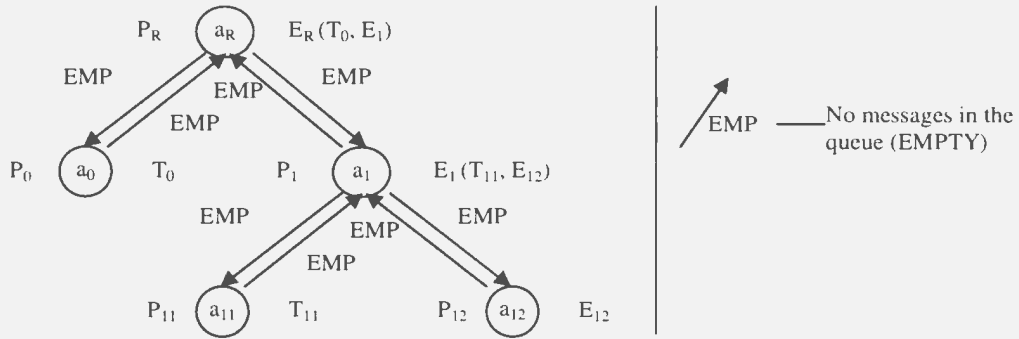 P_R a_R E_R (T_0, E_1)
EMP EMP EMP
EMP
EMP No messages in the
queue (EMPTY)
P_0 a_0 T_0 P_1 a_1 E_1 (T_11, E_12)
EMP EMP EMP
EMP
P_11 a_11 T_11 P_12 a_12 E_12